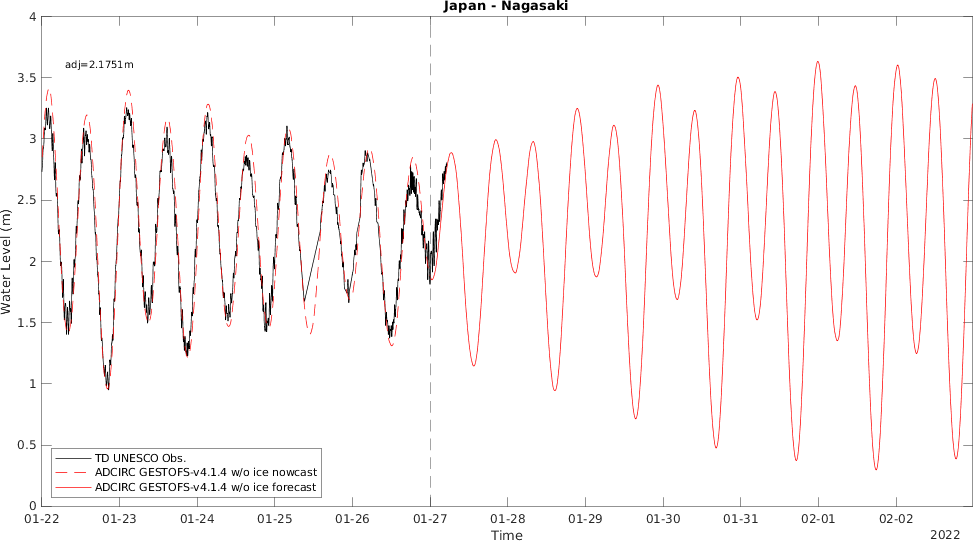 Japan - Nagasaki
adj=2.1751m
4
3.5
3
2.5
2
1.5
1
0.5
0
Water Level (m)
TD UNESCO Obs.
ADCIRC GESTOFS-v4.1.4 w/o ice nowcast
ADCIRC GESTOFS-v4.1.4 w/o ice forecast
01-22 01-23 01-24 01-25 01-26 01-27 01-28 01-29 01-30 01-31 02-01 02-02
Time
2022